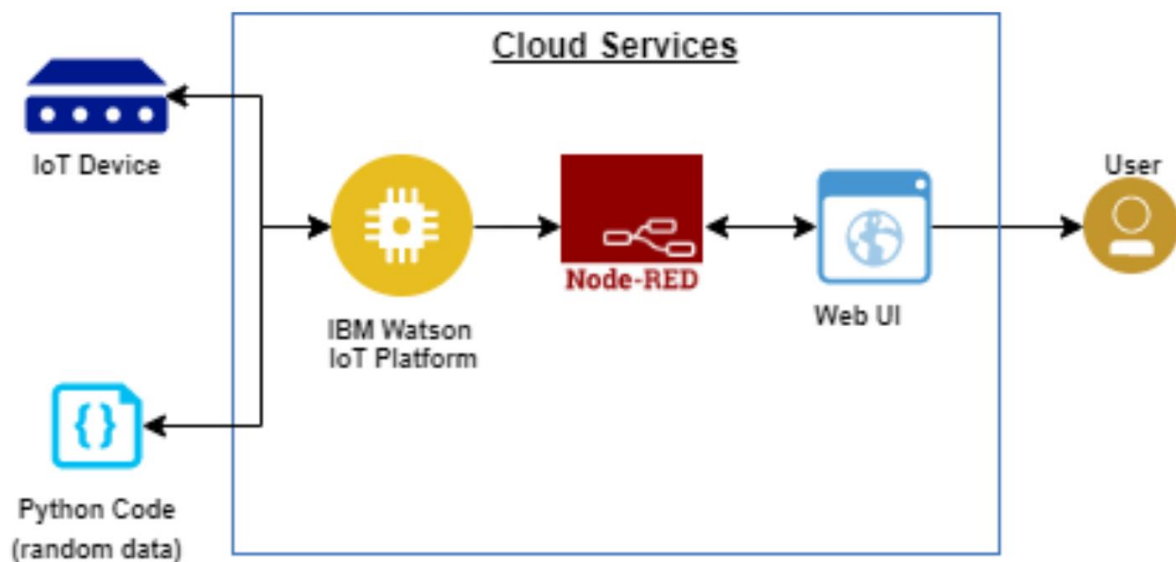 Cloud Services
IoT Device
User
Node-RED
Web UI
IBM Watson
IoT Platform
{}
Python Code
(random data)